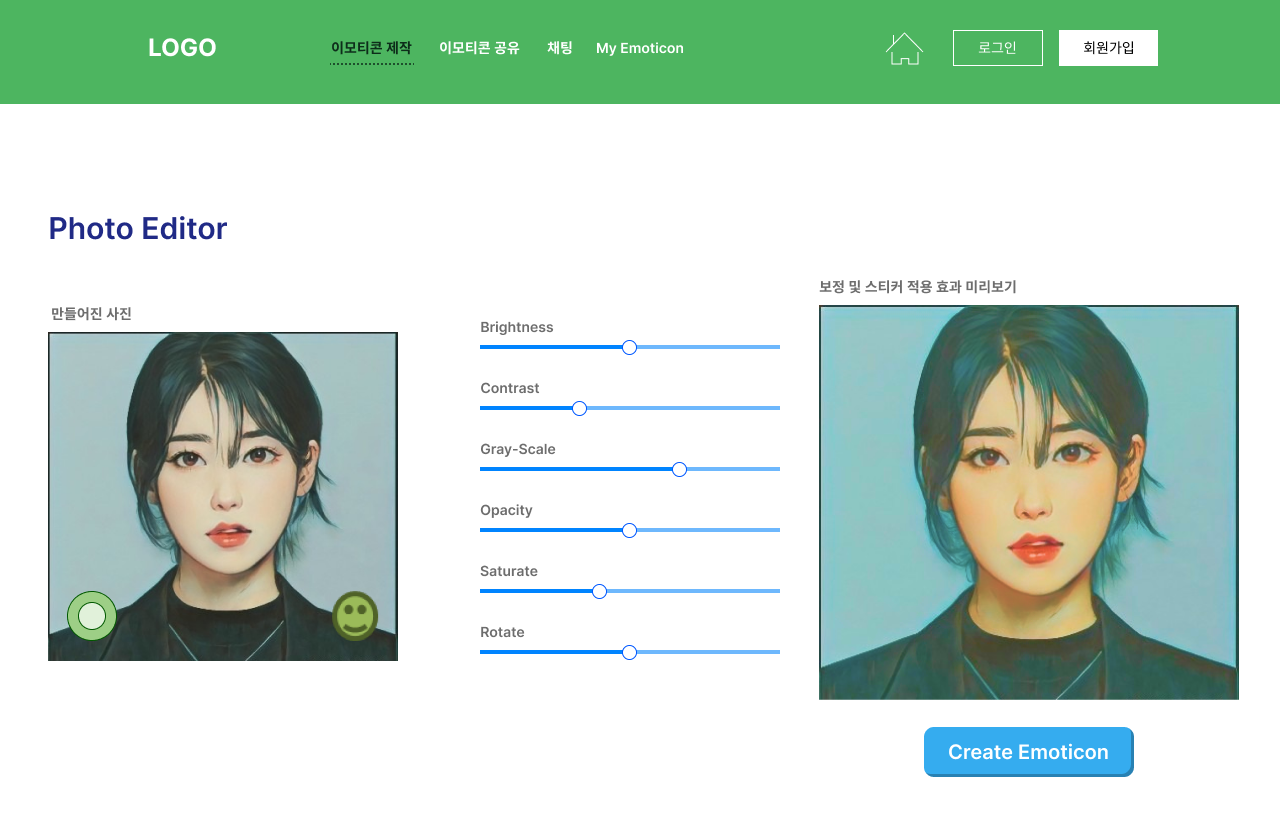 LOGO
이모티콘 제작
이모티콘 공유
채팅
My Emoticon
로그인
회원가입
Photo Editor
만들어진 사진
Brightness
Contrast
Gray-Scale
Opacity
Saturate
Rotate
보정 및 스티커 적용 효과 미리보기
Create Emoticon